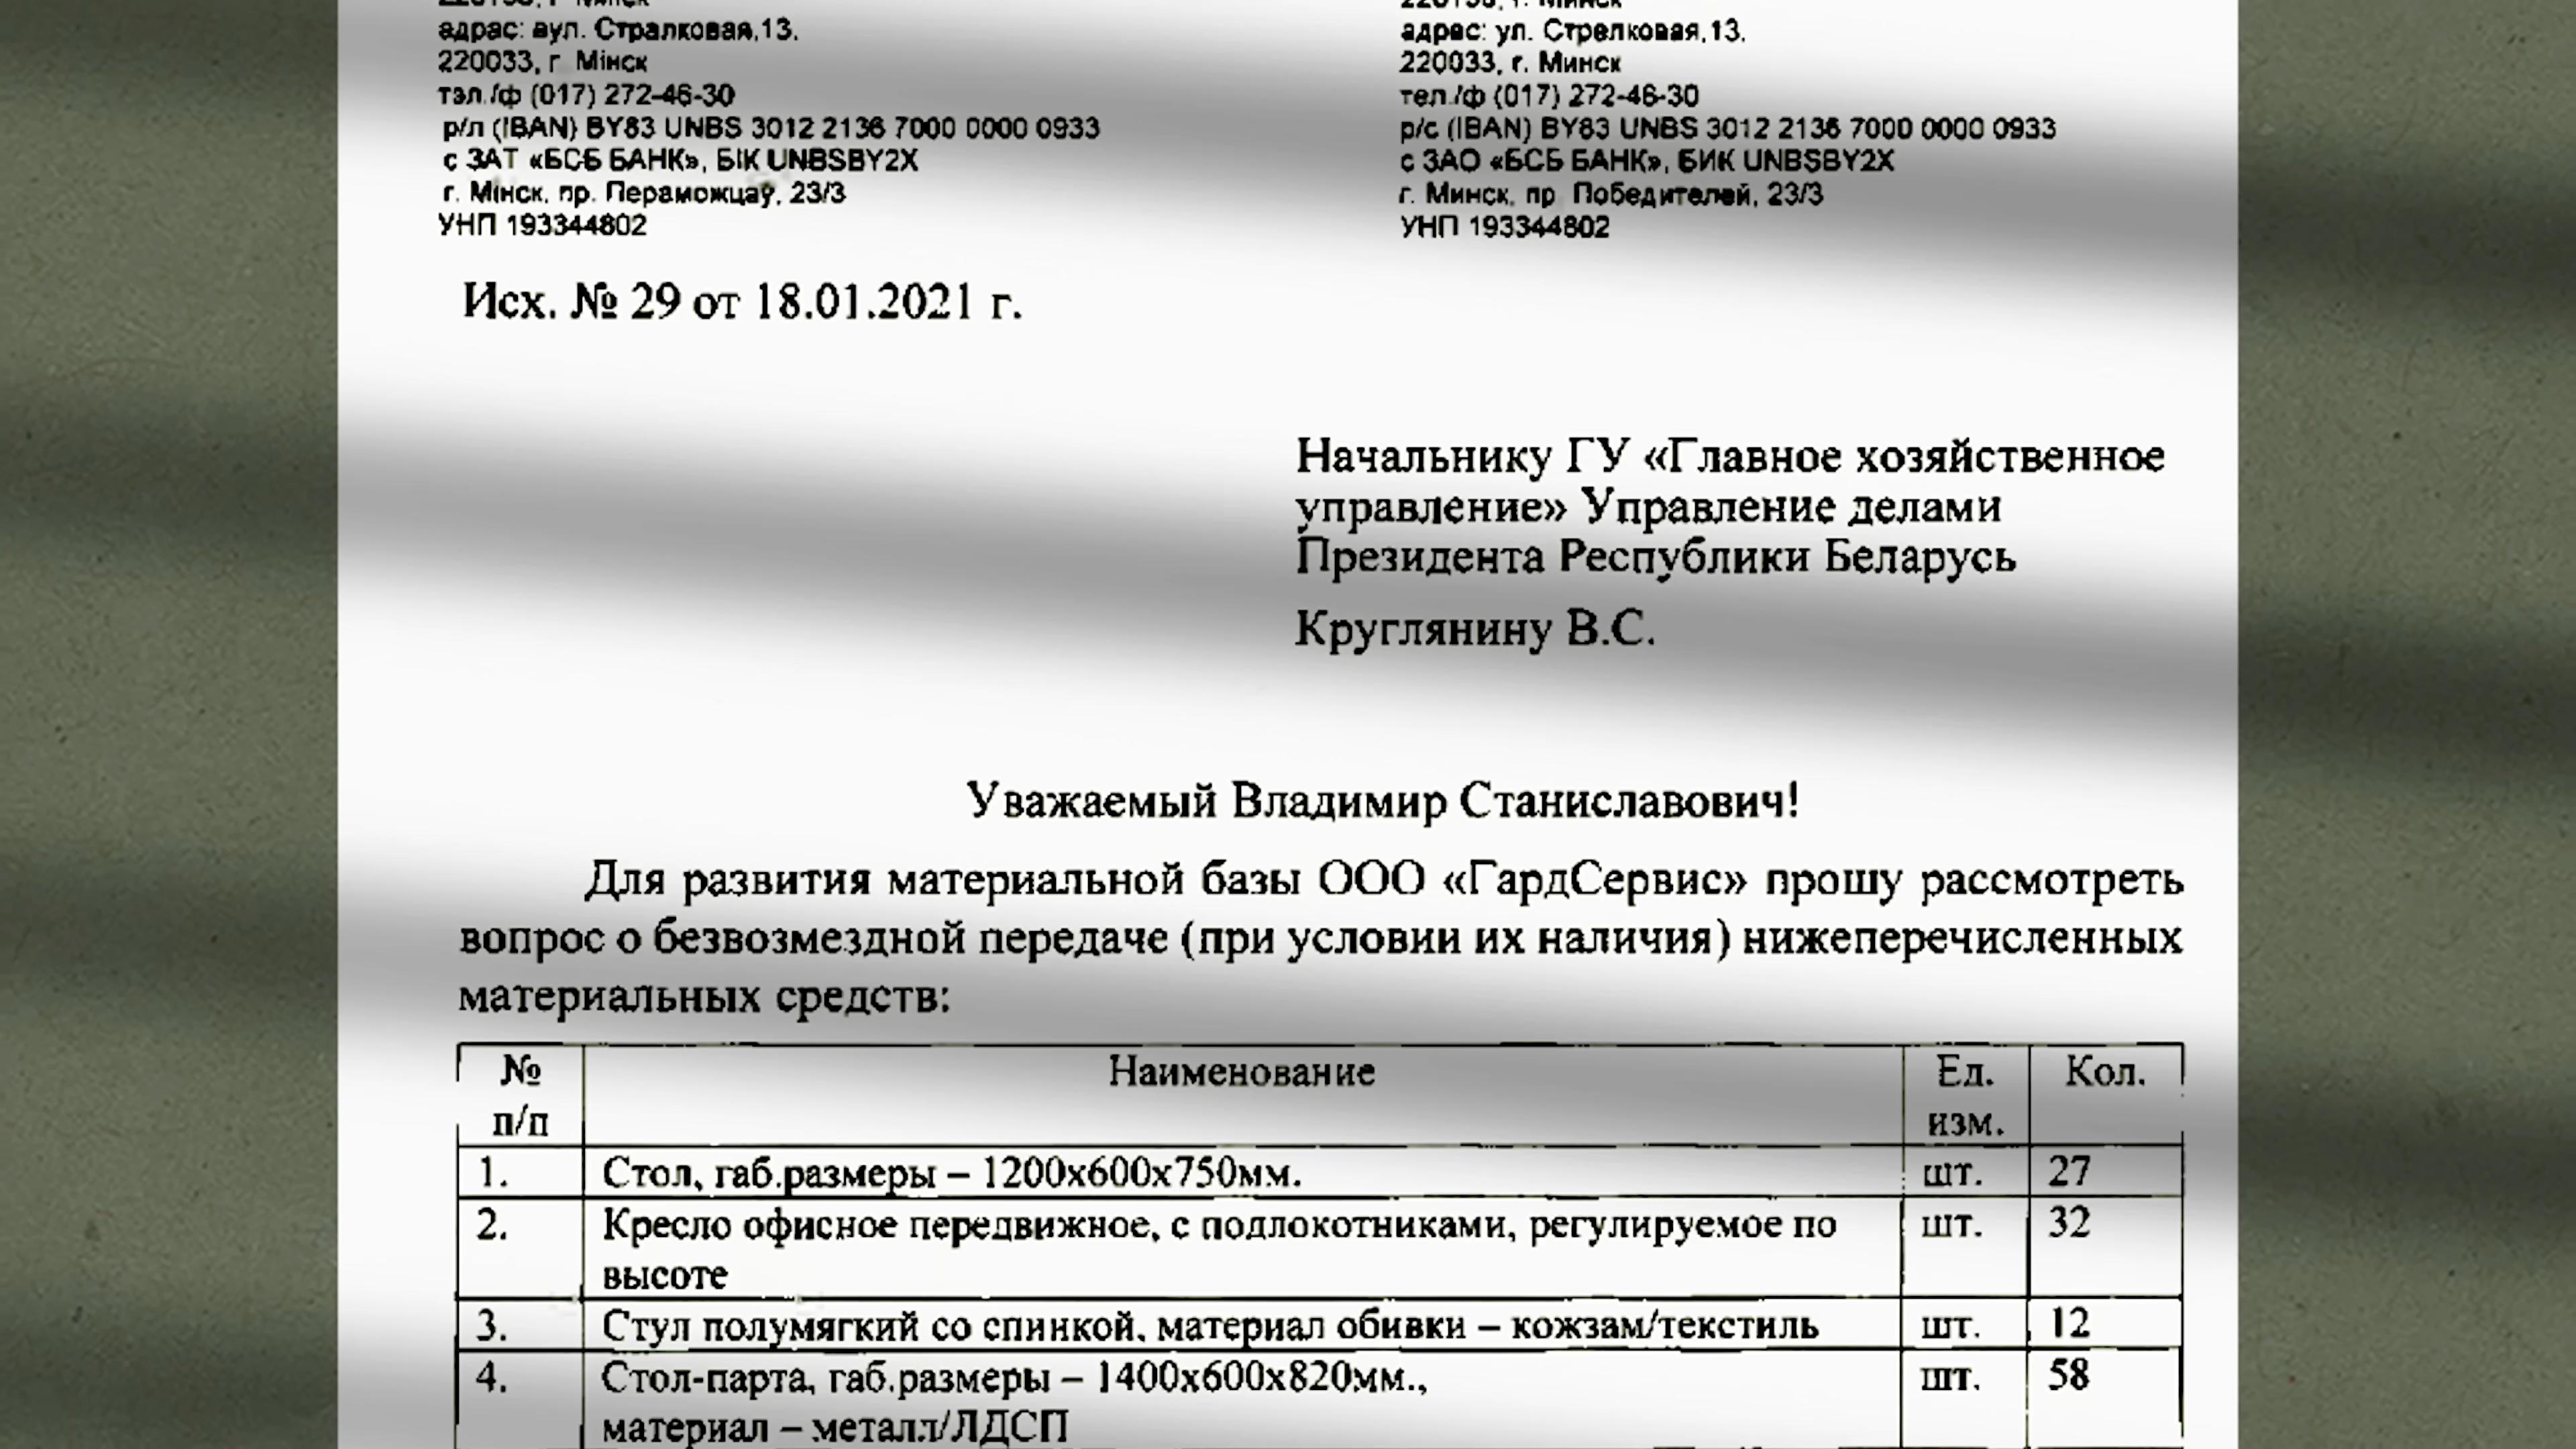 адрас: вул. Стралковая,13.
220033, г. Мінск
тэл./ф (017) 272-46-30
р/л (IBAN) BY83 UNBS 3012 2136 7000 0000 0933
с ЗАТ «БСБ БАНК», БІК UNBSBY2X
г. Мінск, пр. Пераможцаў, 23/3
УНП 193344802
адрес: ул. Стрелковая,13.
220033, г. Минск
тел./ф (017) 272-46-30
р/с (IBAN) BY83 UNBS 3012 2136 7000 0000 0933
с ЗАО «БСБ БАНК», БИК UNBSBY2X
г. Минск, пр. Победителей, 23/3
УНП 193344802
Исх. № 29 от 18.01.2021 г.
Начальнику ГУ «Главное хозяйственное
управление» Управление делами
Президента Республики Беларусь
Круглянину В.С.
Уважаемый Владимир Станиславович!
Для развития материальной базы ООО «ГардСервис» прошу рассмотреть
вопрос о безвозмездной передаче (при условии их наличия) нижеперечисленных
материальных средств:
№ Наименование Ед. Кол.
п/п изм.
1. Стол, габ.размеры – 1200х600х750мм. шт. 27
2. Кресло офисное передвижное, с подлокотниками, регулируемое по шт. 32
высоте
3. Стул полумягкий со спинкой, материал обивки – кожзам/текстиль шт. 12
4. Стол-парта, габ.размеры – 1400х600х820мм., шт. 58
материал – металл/ЛДСП